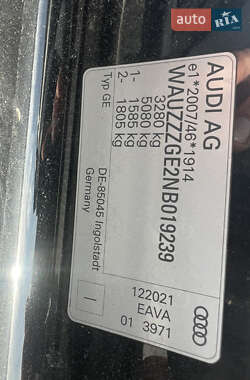 auto RIA.com
AUDI AG
e1*2007/46*1914
WAUZZZGE2NB019239
3280 kg
5080 kg
1- 1585 kg
2- 1805 kg
Typ GE
DE-85045 Ingolstadt
Germany
122021
EAVA
01 3971
I